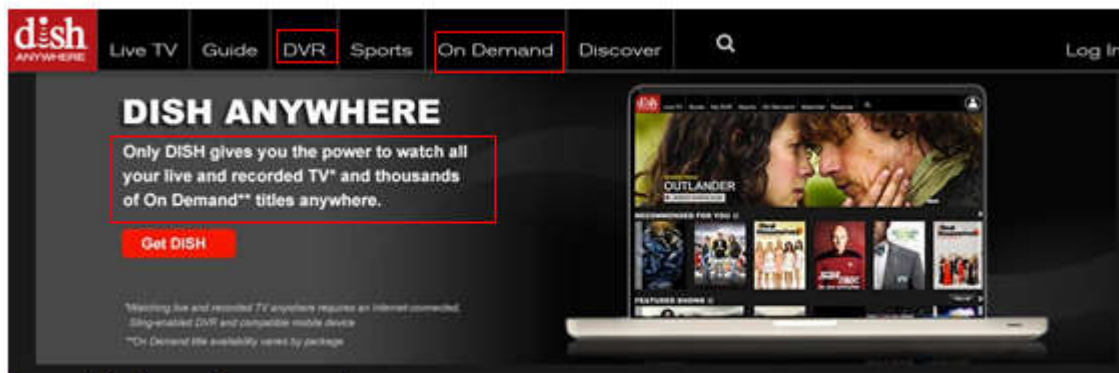 dish
ANYWHERE
Live TV Guide DVR Sports On Demand Discover Log In
DISH ANYWHERE
Only DISH gives you the power to watch all
your live and recorded TV* and thousands
of On Demand** titles anywhere.
Get DISH
*Watching live and recorded TV anywhere requires an Internet-connected,
Sling-enabled DVR and compatible mobile device
**On Demand title availability varies by package
dish
OUTLANDER
RECOMMENDED FOR YOU
FEATURED SHOWS